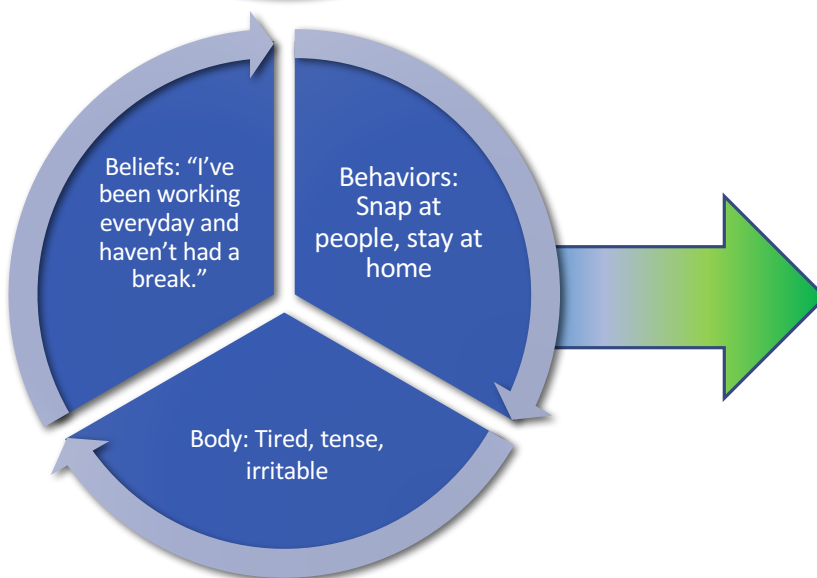 Beliefs: “I’ve
been working
everyday and
haven’t had a
break.”
Behaviors:
Snap at
people, stay at
home
Body: Tired, tense,
irritable